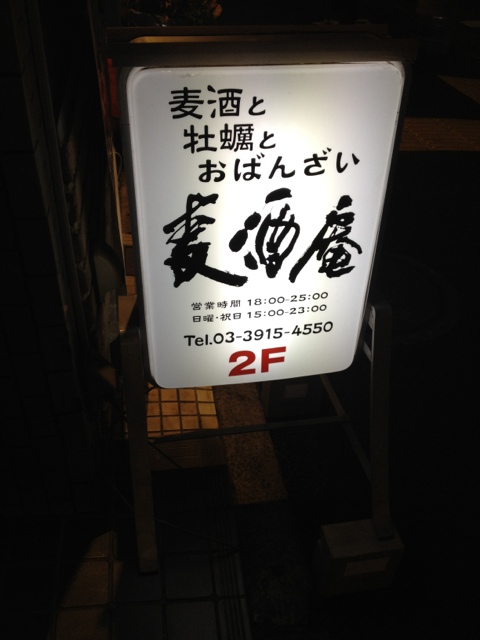 麦酒と
牡蠣と
おばんざい
麦酒庵
営業時間 18:00-25:00
日曜・祝日 15:00-23:00
Tel.03-3915-4550
2F